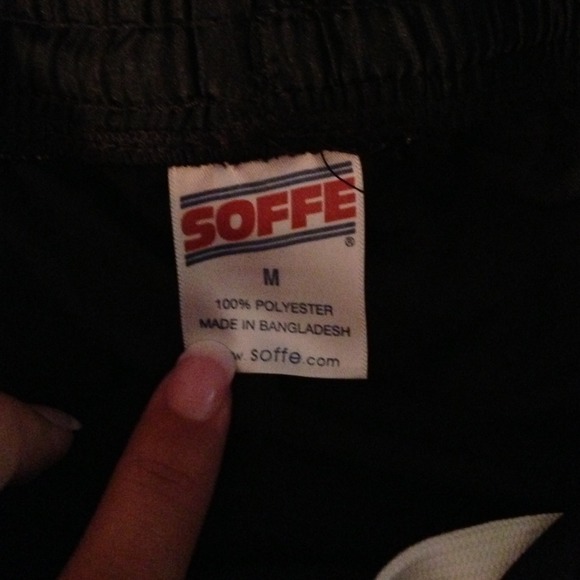 SOFFE
®
M
100% POLYESTER
MADE IN BANGLADESH
w.soffe.com